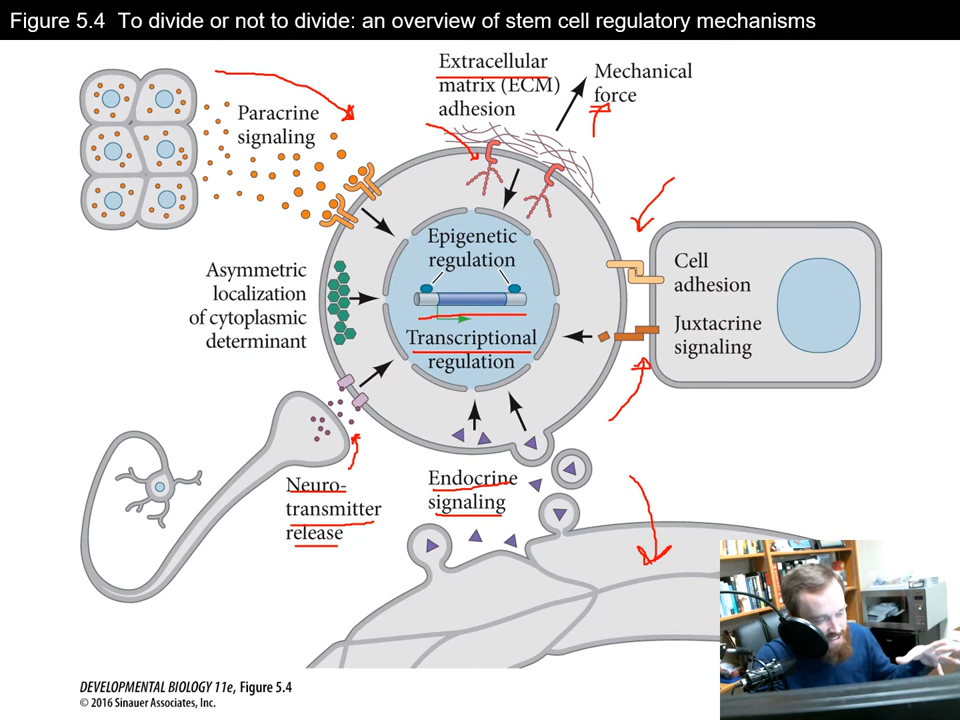 Figure 5.4 To divide or not to divide: an overview of stem cell regulatory mechanisms
Extracellular
matrix (ECM)
adhesion
Mechanical
force
Paracrine
signaling
Epigenetic
regulation
Asymmetric
localization
of cytoplasmic
determinant
Cell
adhesion
Transcriptional
regulation
Juxtacrine
signaling
Neuro-
transmitter
release
Endocrine
signaling
DEVELOPMENTAL BIOLOGY 11e, Figure 5.4
© 2016 Sinauer Associates, Inc.